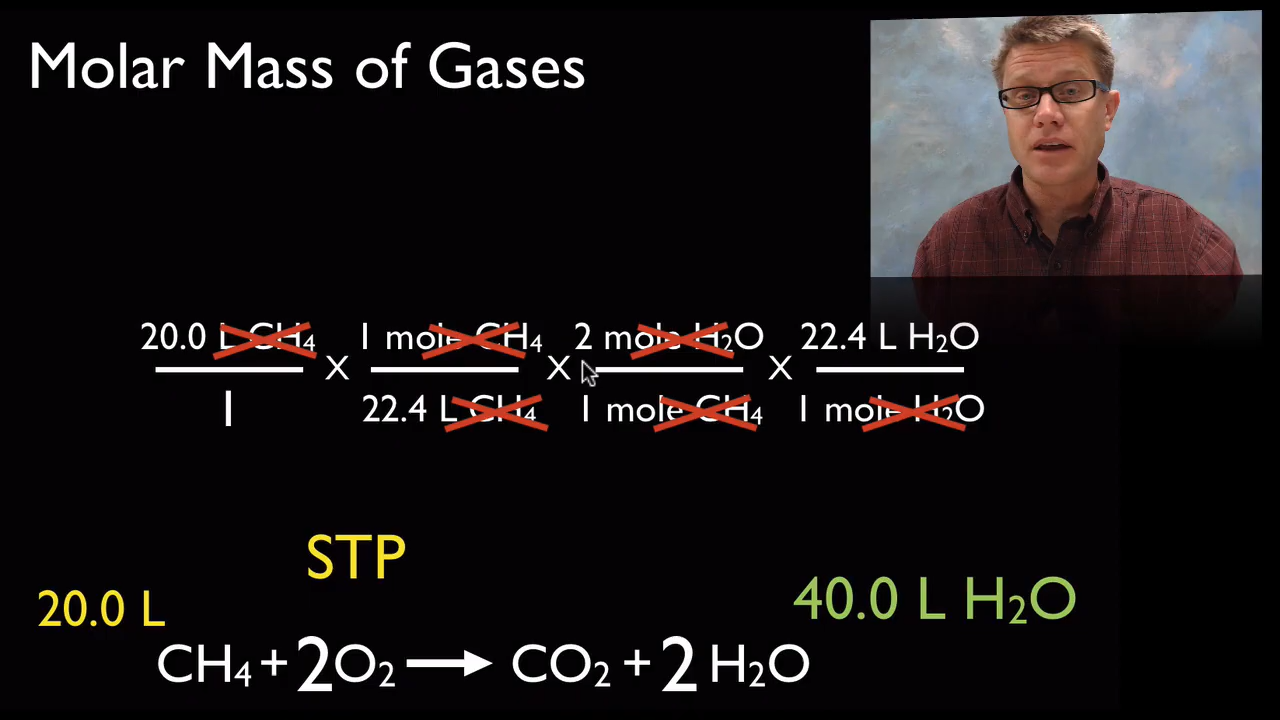 Molar Mass of Gases
20.0 L CH₄ 1 mole CH₄ 2 mole H₂O 22.4 L H₂O
X X X
1 22.4 L CH₄ 1 mole CH₄ 1 mole H₂O
STP
20.0 L 40.0 L H₂O
CH₄ + 2O₂ → CO₂ + 2 H₂O